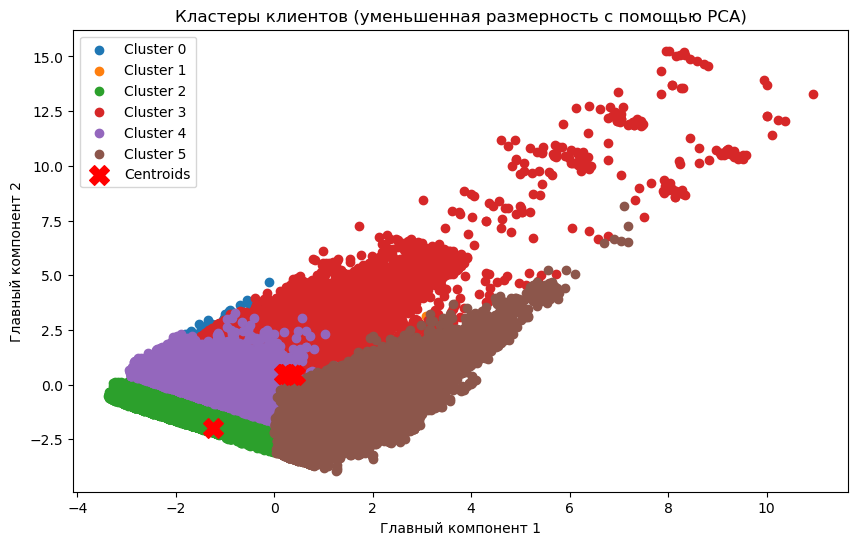 Кластеры клиентов (уменьшенная размерность с помощью PCA)
Cluster 0
Cluster 1
Cluster 2
Cluster 3
Cluster 4
Cluster 5
Centroids
Главный компонент 2
15.0
12.5
10.0
7.5
5.0
2.5
0.0
−2.5
−4 −2 0 2 4 6 8 10
Главный компонент 1